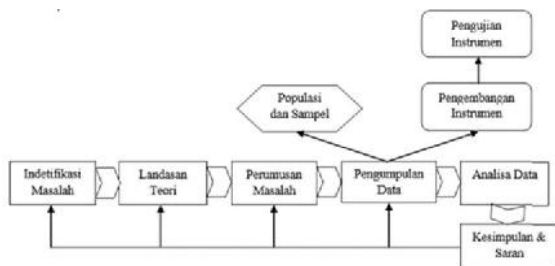 Pengujian
Instrumen
Populasi
dan Sampel
Pengembangan
Instrumen
Indetifikasi
Masalah
Landasan
Teori
Perumusan
Masalah
Pengumpulan
Data
Analisa Data
Kesimpulan &
Saran